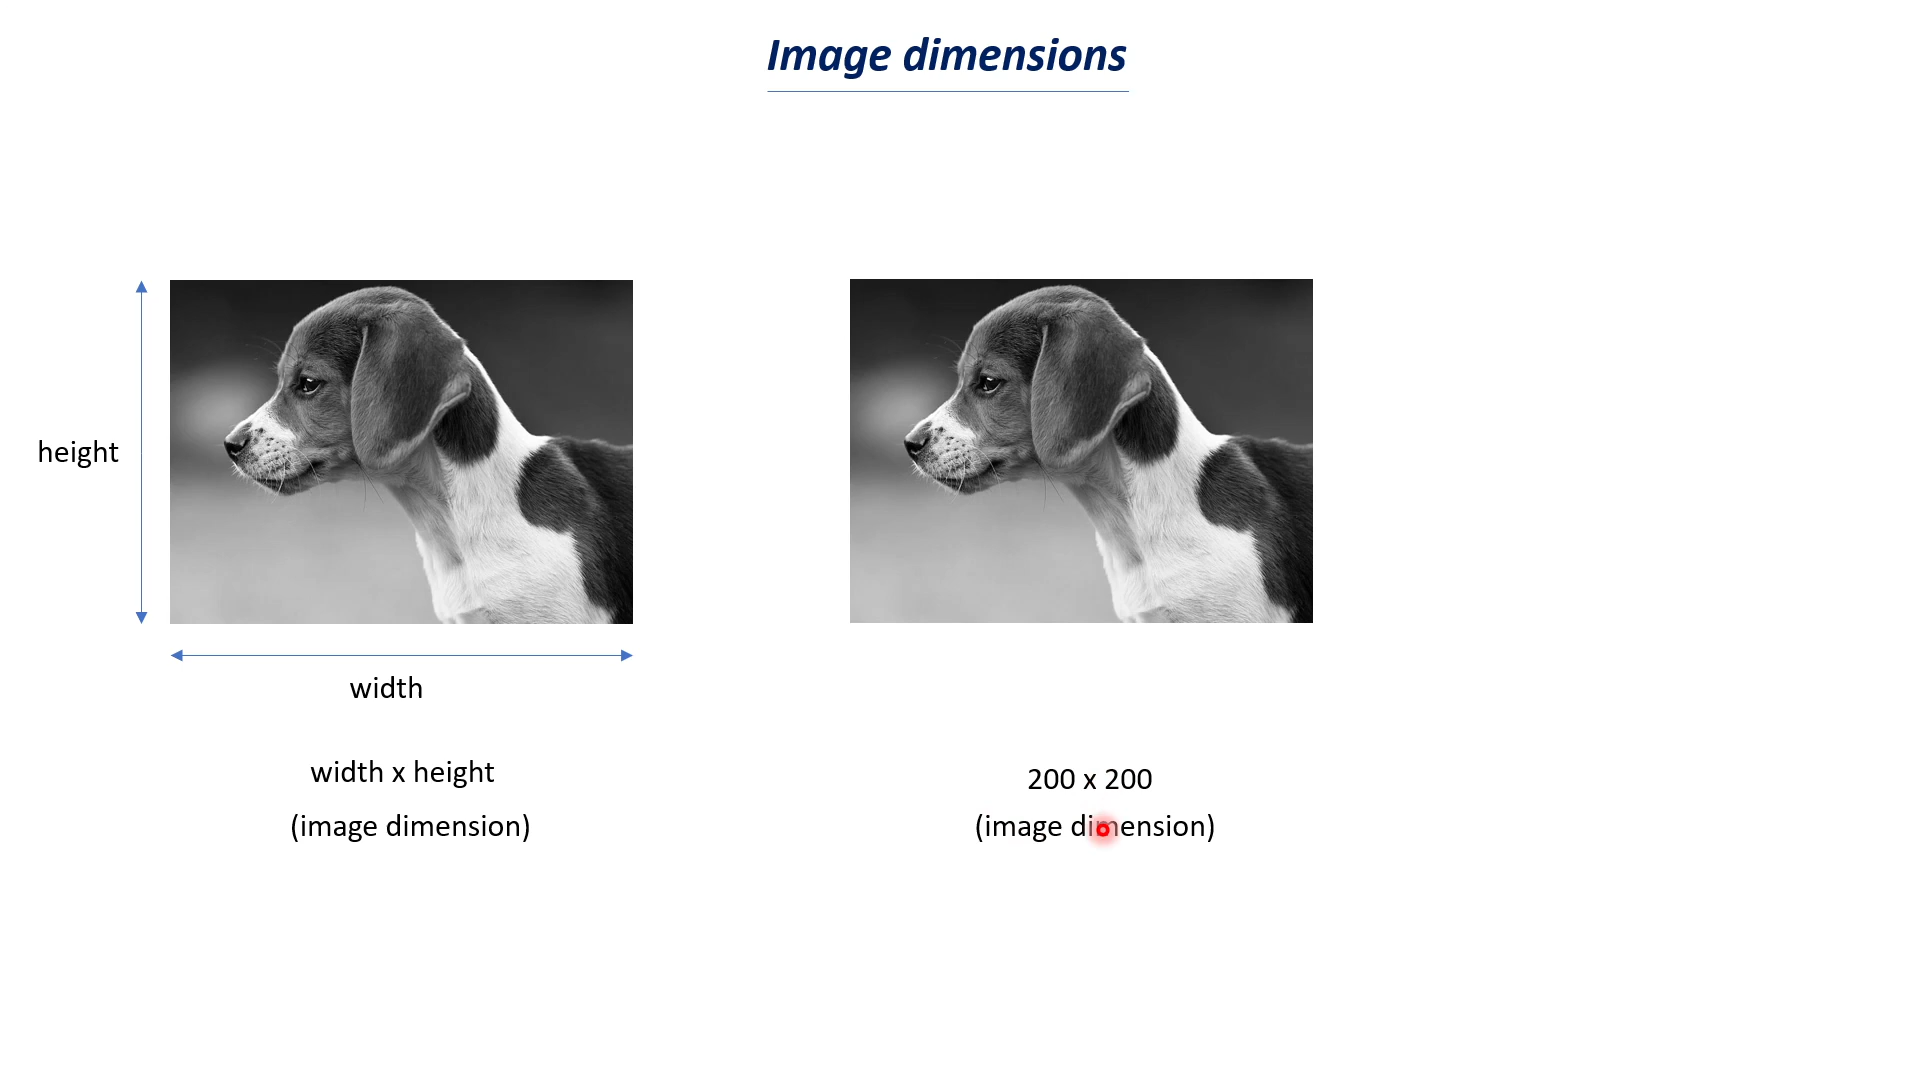 Image dimensions
height
width
width x height
(image dimension)
200 x 200
(image dimension)